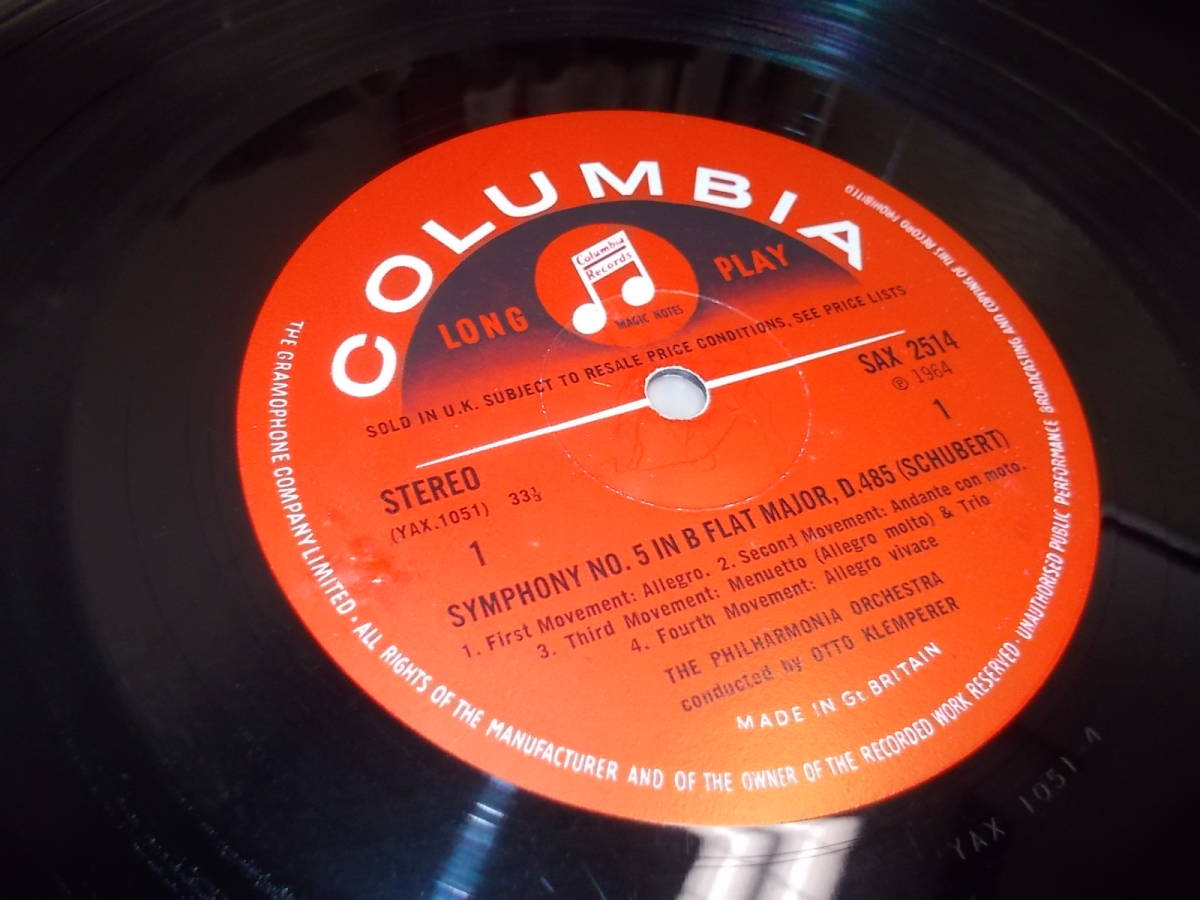 COLUMBIA
Columbia
Records
LONG PLAY
MAGIC NOTES
SOLD IN U.K. SUBJECT TO RESALE PRICE CONDITIONS, SEE PRICE LISTS
SAX 2514
℗ 1964
1
STEREO
(YAX.1051) 33⅓
1
SYMPHONY NO. 5 IN B FLAT MAJOR, D.485 (SCHUBERT)
1. First Movement: Allegro. 2. Second Movement: Andante con moto.
3. Third Movement: Menuetto (Allegro molto) & Trio
4. Fourth Movement: Allegro vivace
THE PHILHARMONIA ORCHESTRA
conducted by OTTO KLEMPERER
MADE IN Gt BRITAIN
THE GRAMOPHONE COMPANY LIMITED · ALL RIGHTS OF THE MANUFACTURER AND OF THE OWNER OF THE RECORDED WORK RESERVED · UNAUTHORISED PUBLIC PERFORMANCE BROADCASTING AND COPYING OF THIS RECORD PROHIBITED
YAX 1051 4